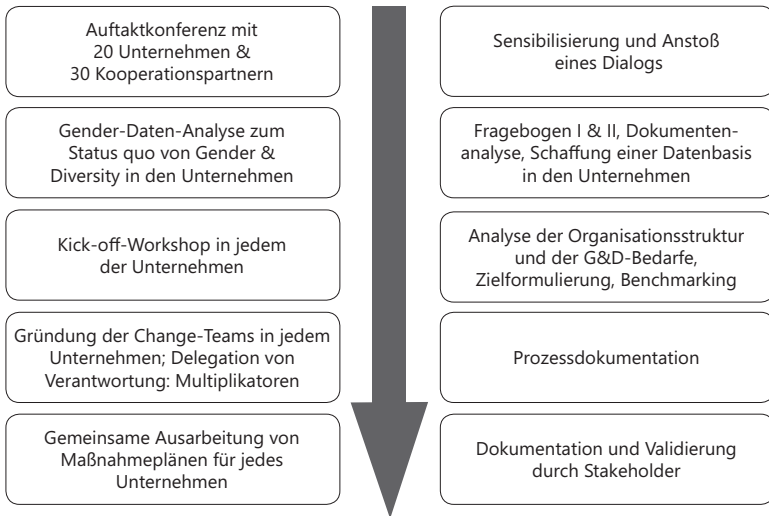 Auftaktkonferenz mit
20 Unternehmen &
30 Kooperationspartnern
Sensibilisierung und Anstoß
eines Dialogs
Gender-Daten-Analyse zum
Status quo von Gender &
Diversity in den Unternehmen
Fragebogen I & II, Dokumenten-
analyse, Schaffung einer Datenbasis
in den Unternehmen
Kick-off-Workshop in jedem
der Unternehmen
Analyse der Organisationsstruktur
und der G&D-Bedarfe,
Zielformulierung, Benchmarking
Gründung der Change-Teams in jedem
Unternehmen; Delegation von
Verantwortung: Multiplikatoren
Prozessdokumentation
Gemeinsame Ausarbeitung von
Maßnahmeplänen für jedes
Unternehmen
Dokumentation und Validierung
durch Stakeholder